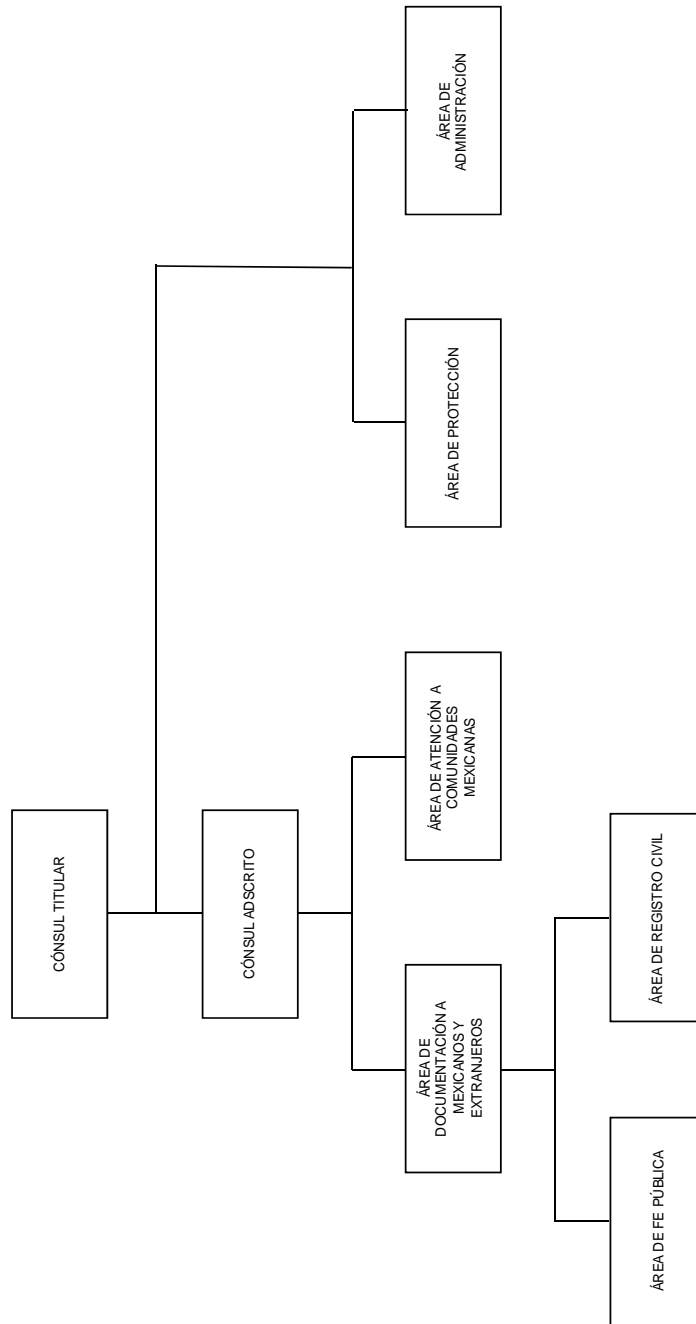 CÓNSUL TITULAR
CÓNSUL ADSCRITO
ÁREA DE
DOCUMENTACIÓN A
MEXICANOS Y
EXTRANJEROS
ÁREA DE ATENCIÓN A
COMUNIDADES
MEXICANAS
ÁREA DE PROTECCIÓN
ÁREA DE
ADMINISTRACIÓN
ÁREA DE FE PÚBLICA
ÁREA DE REGISTRO CIVIL